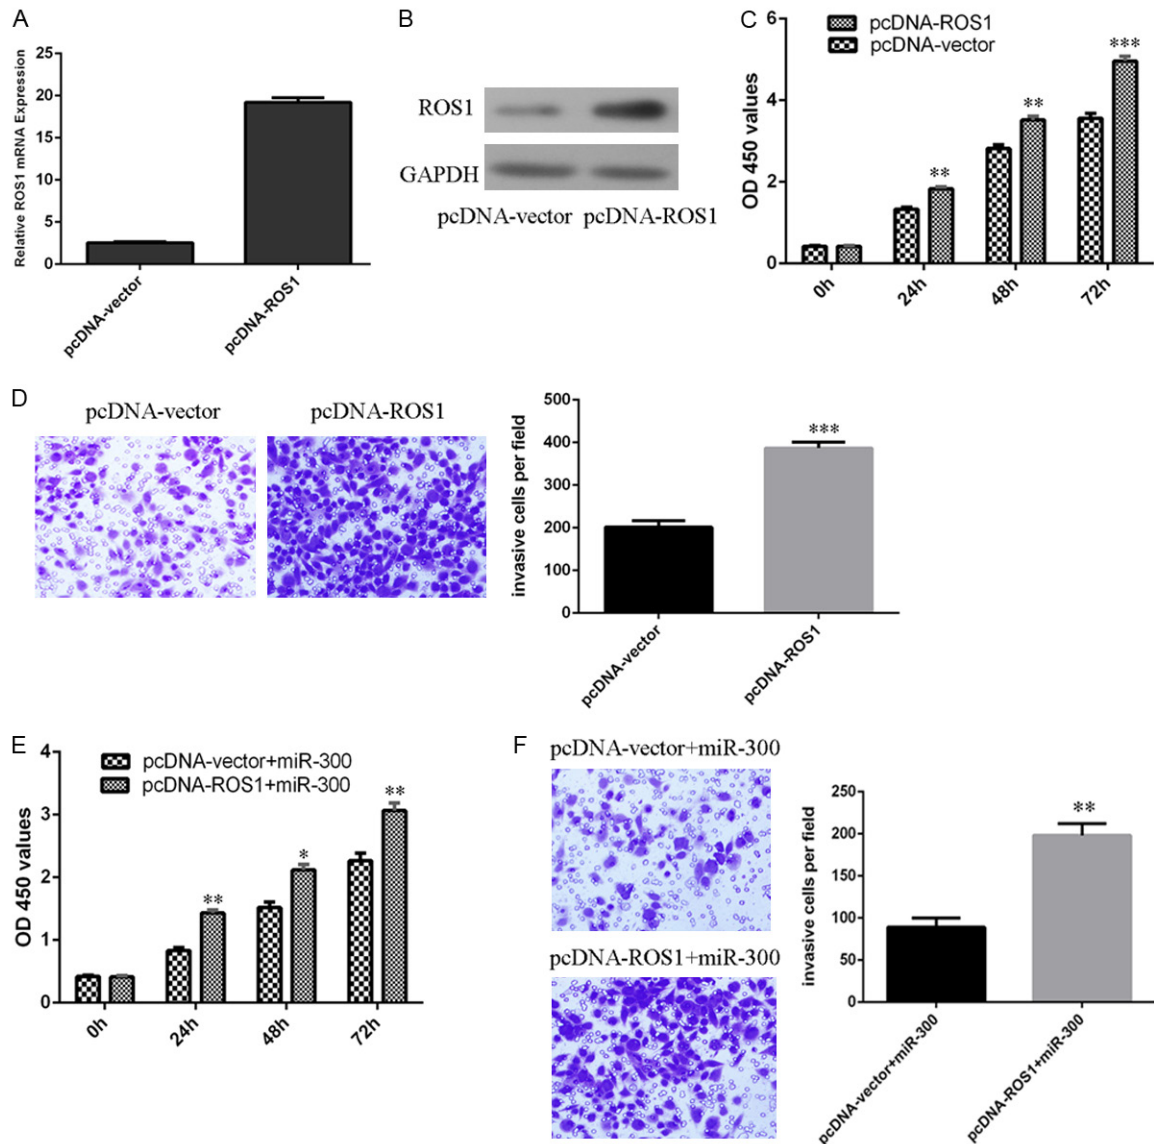 A
Relative ROS1 mRNA Expression
25
20
15
10
5
0
pcDNA-vector
pcDNA-ROS1
B
ROS1
GAPDH
pcDNA-vector pcDNA-ROS1
C
pcDNA-ROS1
pcDNA-vector
OD 450 values
6
4
2
0
**
**
***
0h
24h
48h
72h
D
pcDNA-vector
pcDNA-ROS1
invasive cells per field
500
400
300
200
100
0
***
pcDNA-vector
pcDNA-ROS1
E
pcDNA-vector+miR-300
pcDNA-ROS1+miR-300
OD 450 values
4
3
2
1
0
**
*
**
0h
24h
48h
72h
F
pcDNA-vector+miR-300
pcDNA-ROS1+miR-300
invasive cells per field
250
200
150
100
50
0
**
pcDNA-vector+miR-300
pcDNA-ROS1+miR-300